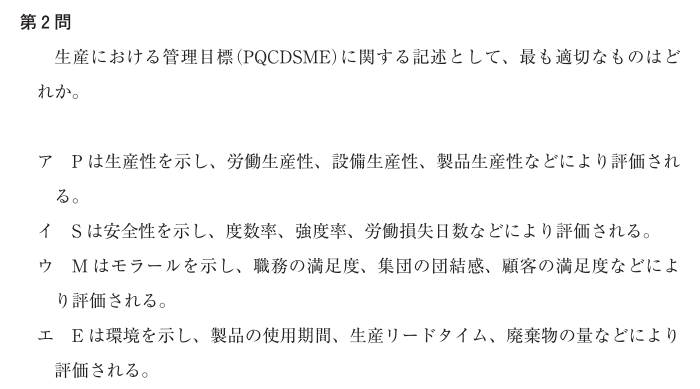 第2問
生産における管理目標(PQCDSME)に関する記述として、最も適切なものはど
れか。
ア　Pは生産性を示し、労働生産性、設備生産性、製品生産性などにより評価され
る。
イ　Sは安全性を示し、度数率、強度率、労働損失日数などにより評価される。
ウ　Mはモラールを示し、職務の満足度、集団の団結感、顧客の満足度などによ
り評価される。
エ　Eは環境を示し、製品の使用期間、生産リードタイム、廃棄物の量などにより
評価される。